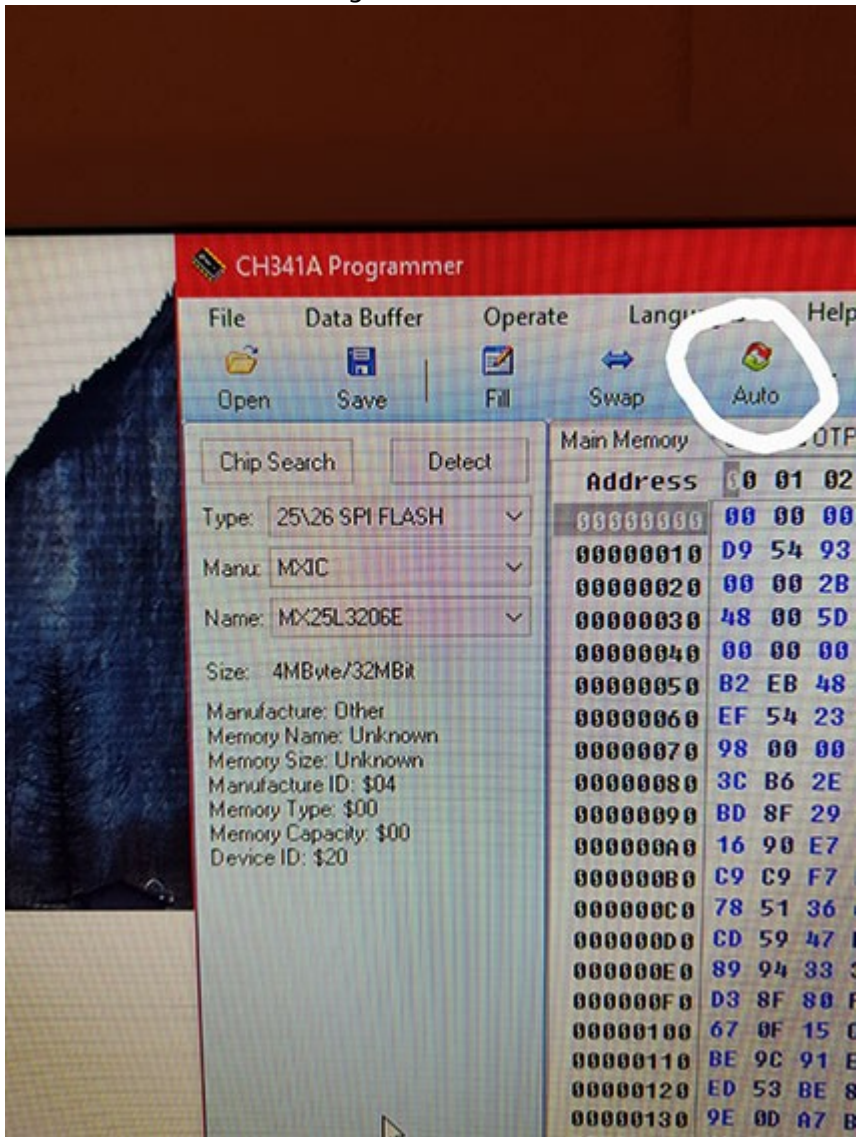 CH341A Programmer
File Data Buffer Operate Help
Open Save Fill Swap Auto
Chip Search Detect
Main Memory
Address 01 02
Type: 25\26 SPI FLASH
Manu: MXIC
Name: MX25L3206E
Size: 4MByte/32MBit
Manufacture: Other
Memory Name: Unknown
Memory Size: Unknown
Manufacture ID: $04
Memory Type: $00
Memory Capacity: $00
Device ID: $20
00000000 00 00 00
00000010 D9 54 93
00000020 00 00 2B
00000030 48 00 5D
00000040 00 00 00
00000050 B2 EB 48
00000060 EF 54 23
00000070 98 00 00
00000080 3C B6 2E
00000090 BD 8F 29
000000A0 16 90 E7
000000B0 C9 C9 F7
000000C0 78 51 36
000000D0 CD 59 47
000000E0 89 94 33
000000F0 D3 8F 80
00000100 67 0F 15
00000110 BE 9C 91
00000120 ED 53 BE
00000130 9E 0D A7